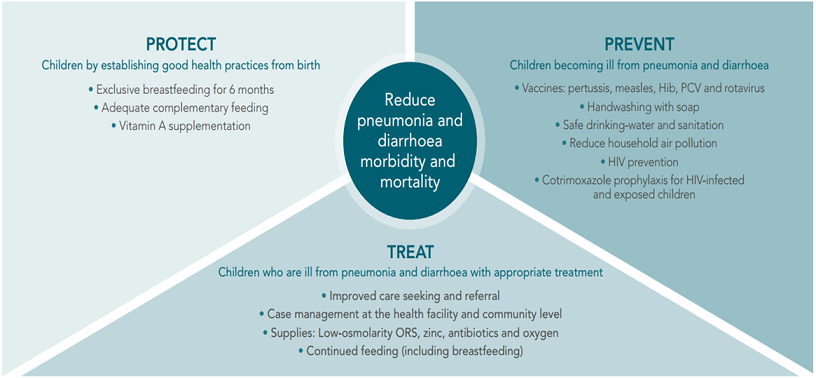 PROTECT
Children by establishing good health practices from birth
• Exclusive breastfeeding for 6 months
• Adequate complementary feeding
• Vitamin A supplementation
PREVENT
Children becoming ill from pneumonia and diarrhoea
• Vaccines: pertussis, measles, Hib, PCV and rotavirus
• Handwashing with soap
• Safe drinking-water and sanitation
• Reduce household air pollution
• HIV prevention
• Cotrimoxazole prophylaxis for HIV-infected
and exposed children
Reduce
pneumonia and
diarrhoea
morbidity and
mortality
TREAT
Children who are ill from pneumonia and diarrhoea with appropriate treatment
• Improved care seeking and referral
• Case management at the health facility and community level
• Supplies: Low-osmolarity ORS, zinc, antibiotics and oxygen
• Continued feeding (including breastfeeding)